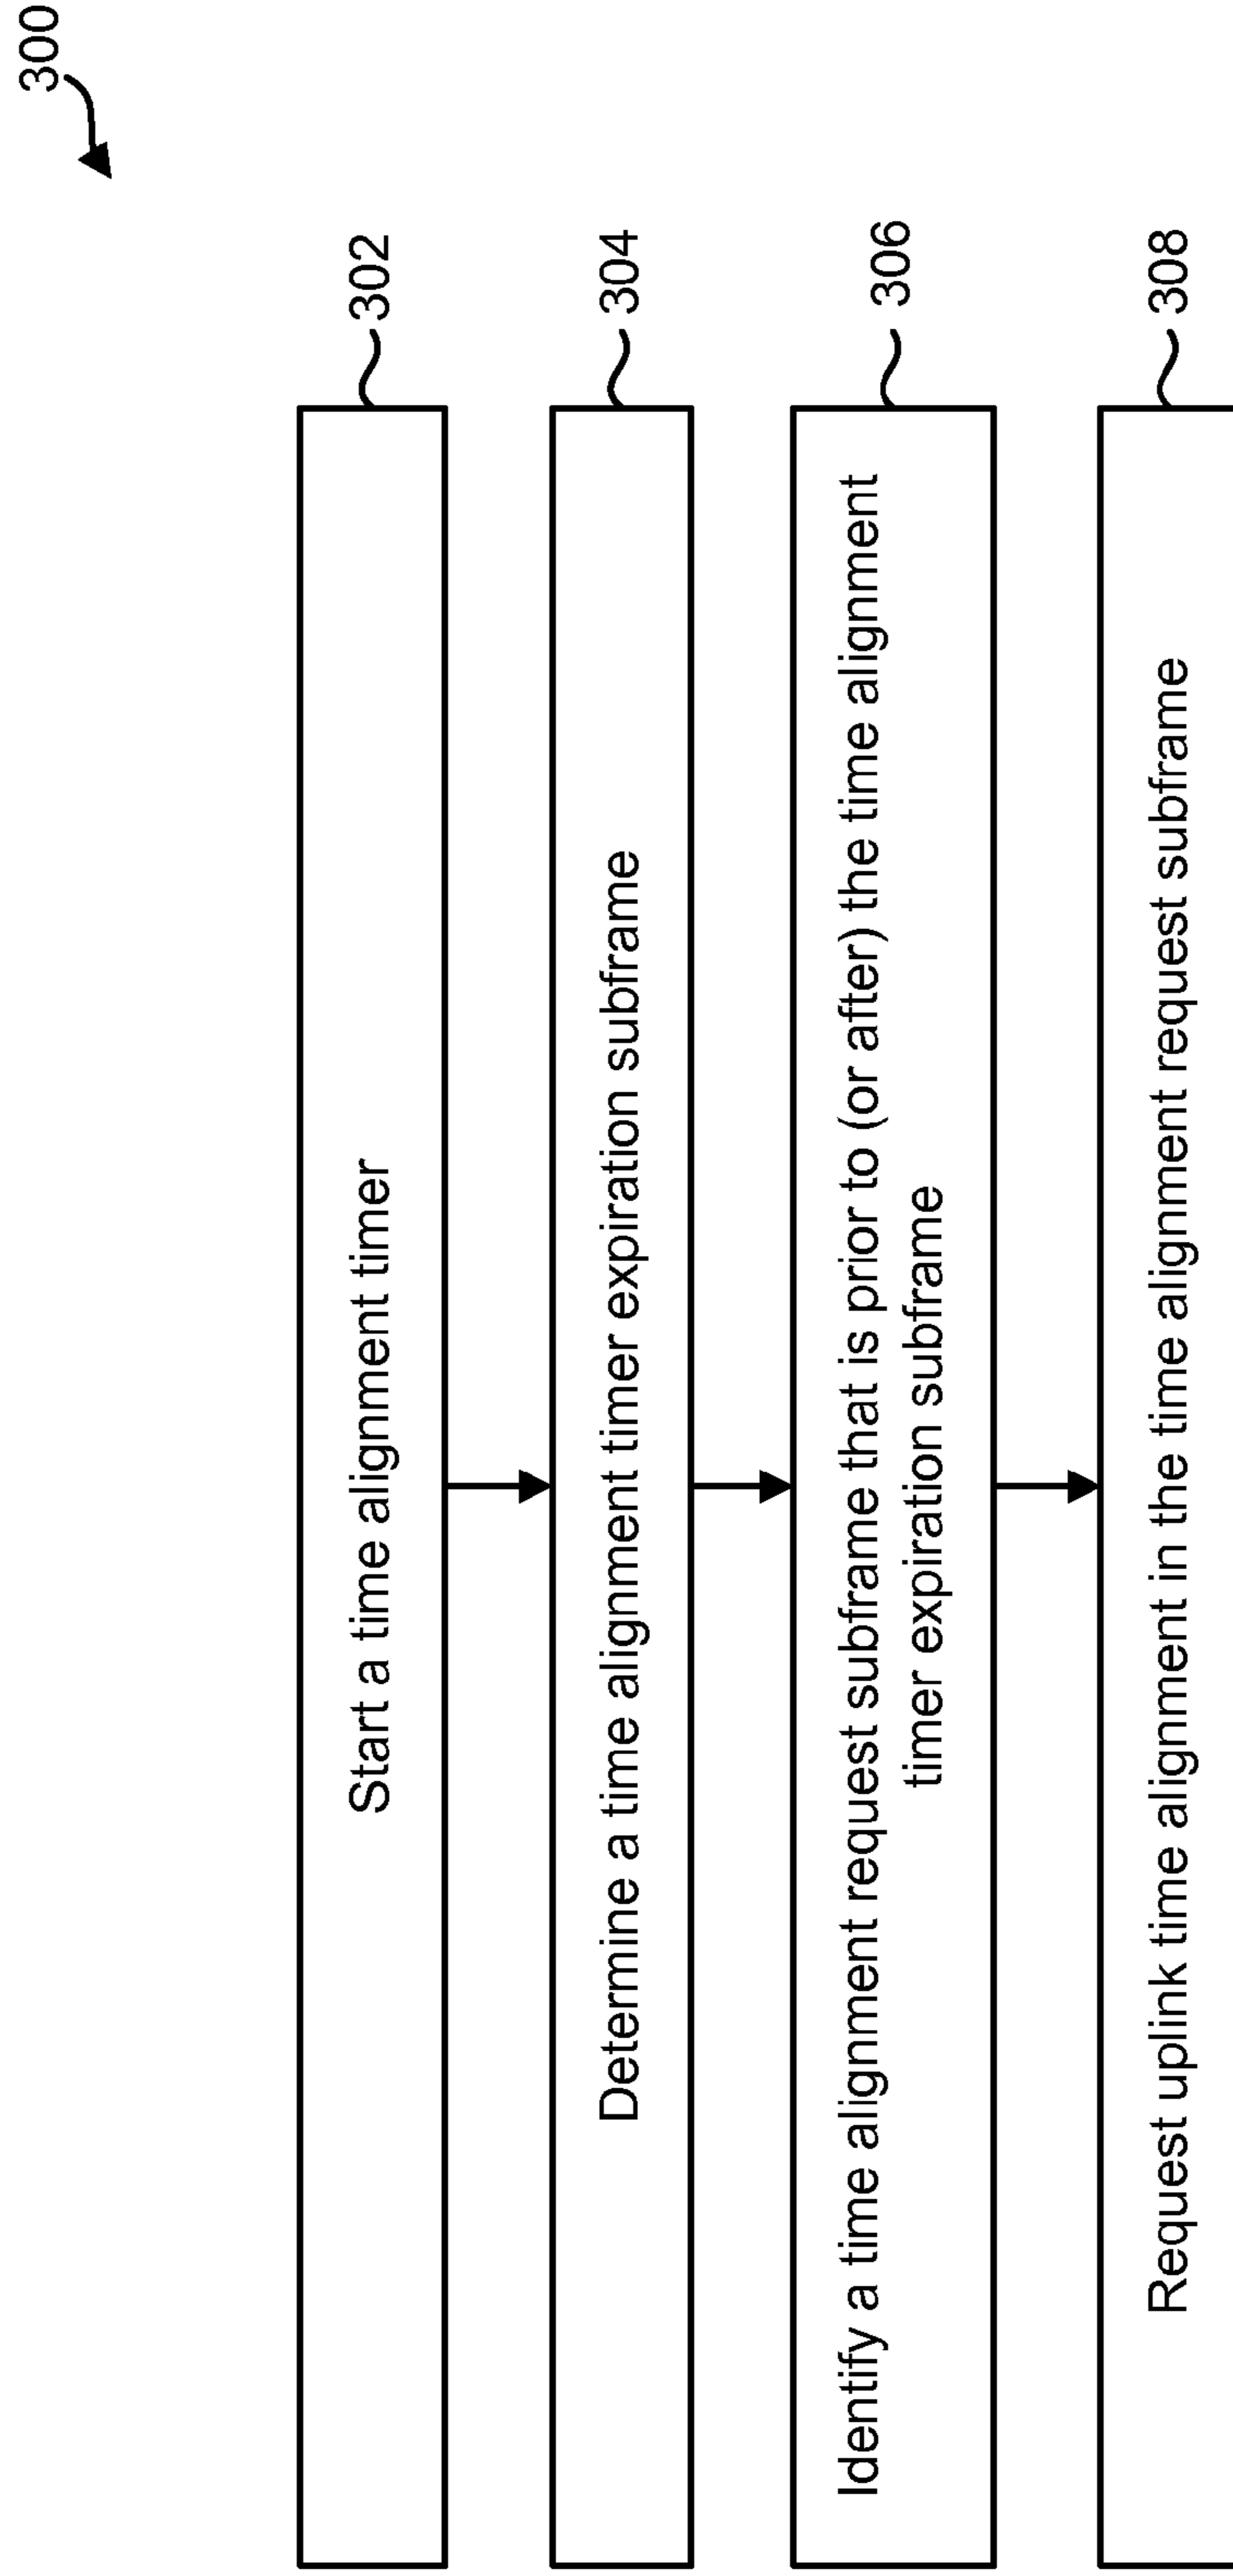 300
Start a time alignment timer
302
Determine a time alignment timer expiration subframe
304
Identify a time alignment request subframe that is prior to (or after) the time alignment
timer expiration subframe
306
Request uplink time alignment in the time alignment request subframe
308